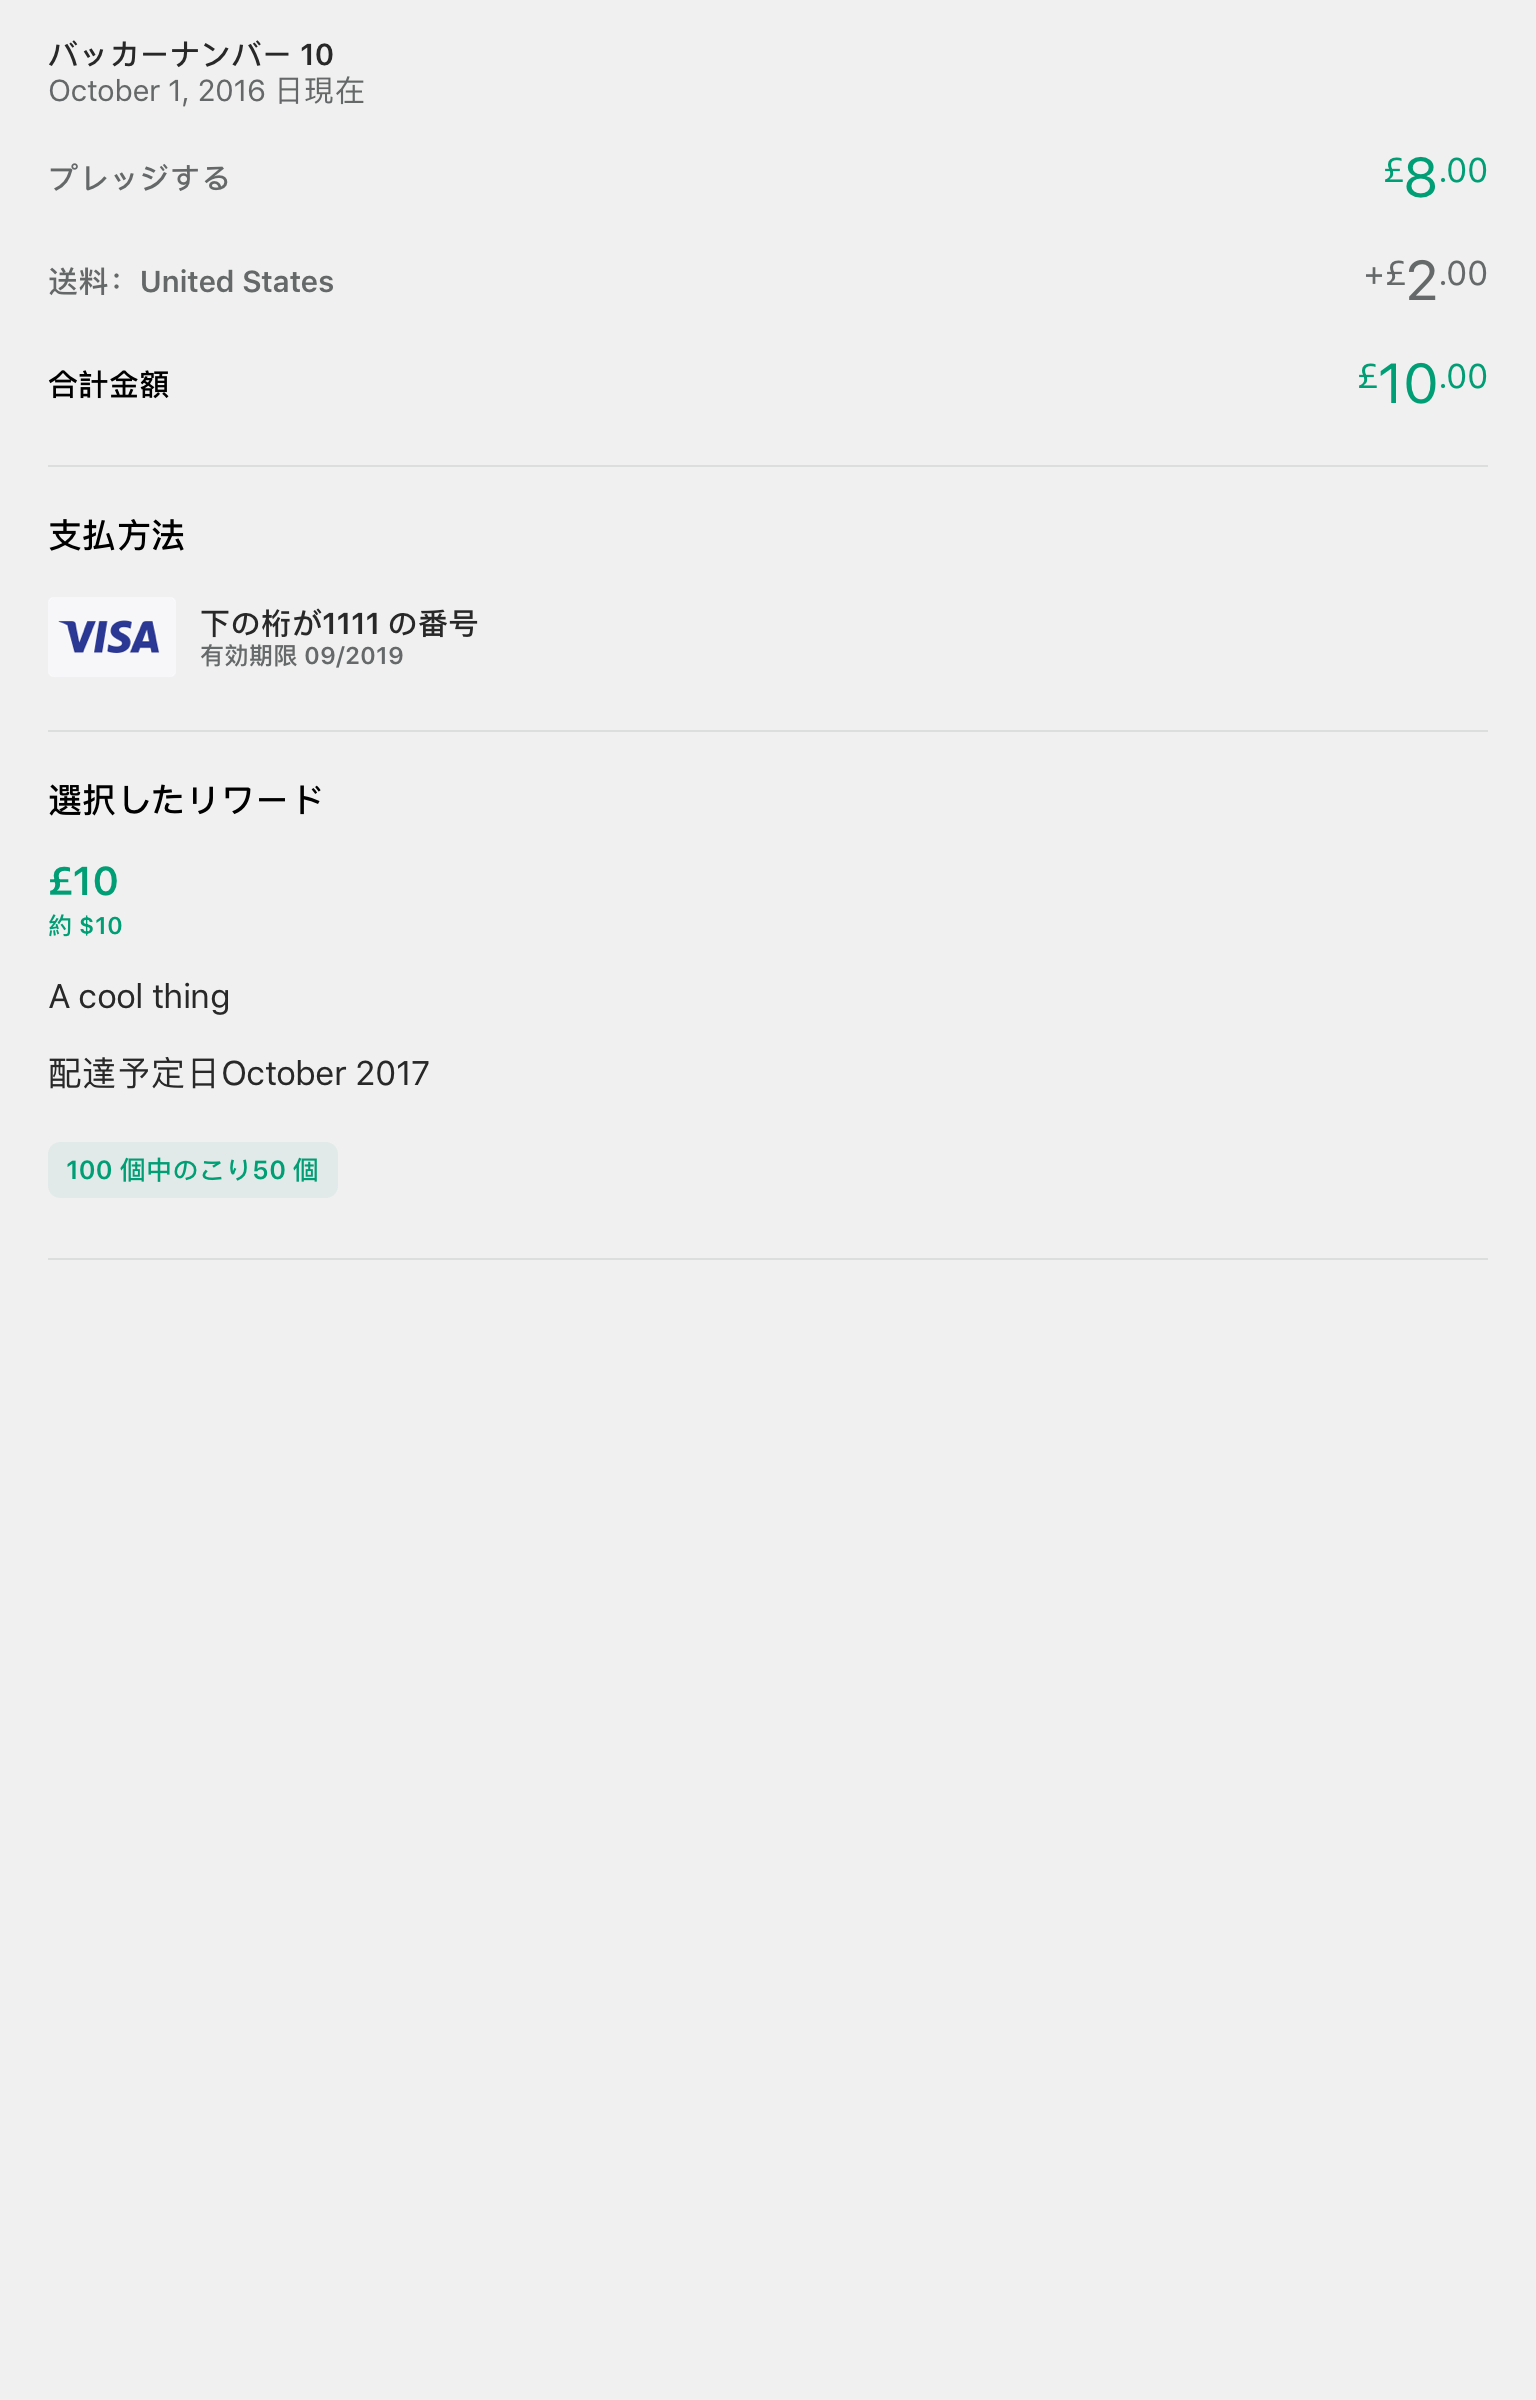 バッカーナンバー 10
October 1, 2016 日現在
プレッジする £8.00
送料： United States +£2.00
合計金額 £10.00
支払方法
VISA
下の桁が1111 の番号
有効期限 09/2019
選択したリワード
£10
約 $10
A cool thing
配達予定日October 2017
100 個中のこり50 個